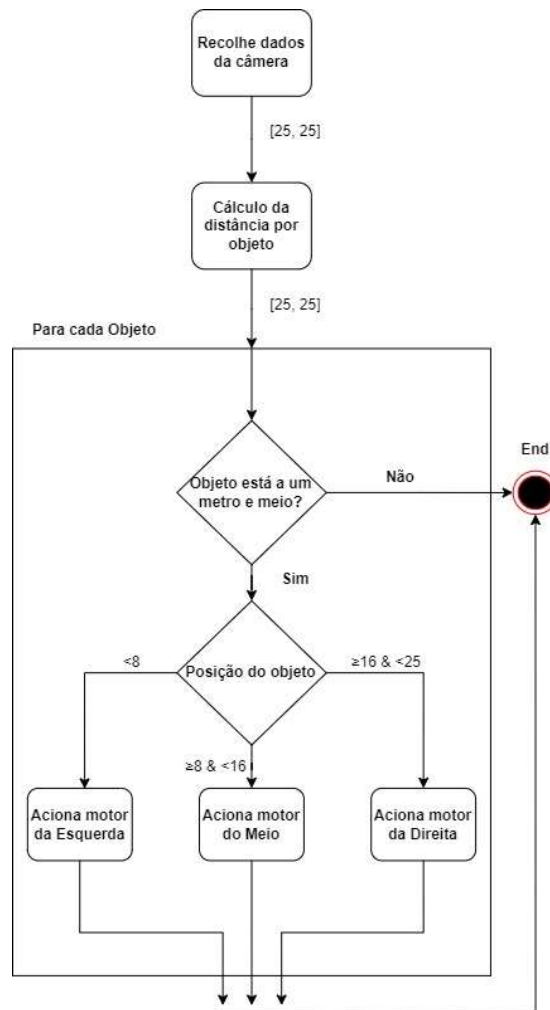 Recolhe dados
da câmera
[25, 25]
Cálculo da
distância por
objeto
[25, 25]
Para cada Objeto
Objeto está a um
metro e meio?
Não
End
Sim
Posição do objeto
<8
≥16 & <25
≥8 & <16
Aciona motor
da Esquerda
Aciona motor
do Meio
Aciona motor
da Direita